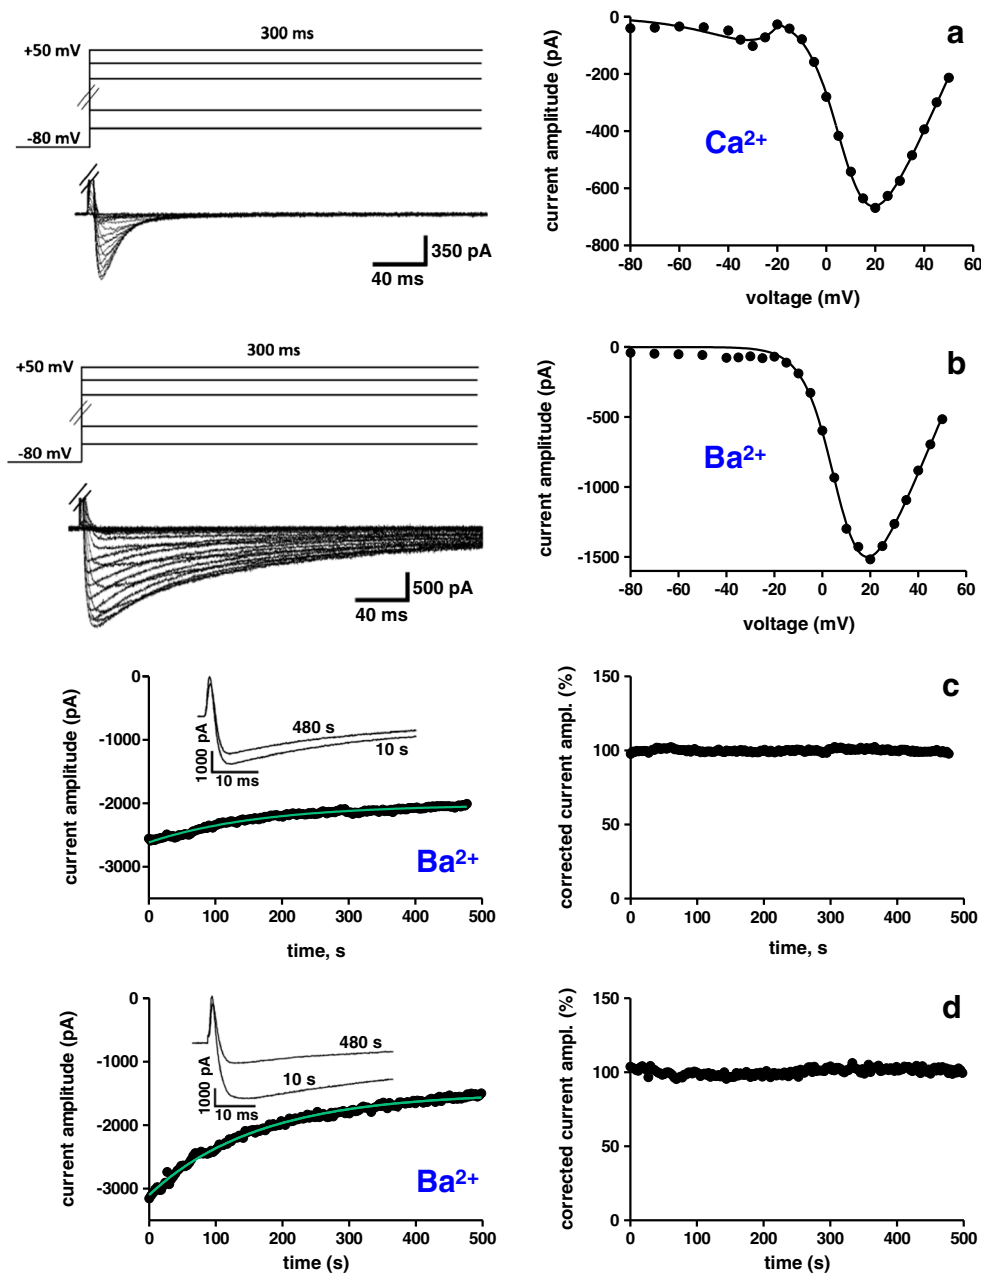 300 ms
+50 mV
-80 mV
350 pA
40 ms
a
0
-200
-400
-600
-800
current amplitude (pA)
Ca2+
-80 -60 -40 -20 0 20 40 60
voltage (mV)
300 ms
+50 mV
-80 mV
500 pA
40 ms
b
0
-500
-1000
-1500
current amplitude (pA)
Ba2+
-80 -60 -40 -20 0 20 40 60
voltage (mV)
0
-1000
-2000
-3000
current amplitude (pA)
480 s
10 s
1000 pA
10 ms
Ba2+
0 100 200 300 400 500
time, s
c
150
100
50
0
corrected current ampl. (%)
0 100 200 300 400 500
time, s
0
-1000
-2000
-3000
current amplitude (pA)
480 s
10 s
1000 pA
10 ms
Ba2+
0 100 200 300 400 500
time (s)
d
150
100
50
0
corrected current ampl. (%)
0 100 200 300 400 500
time (s)